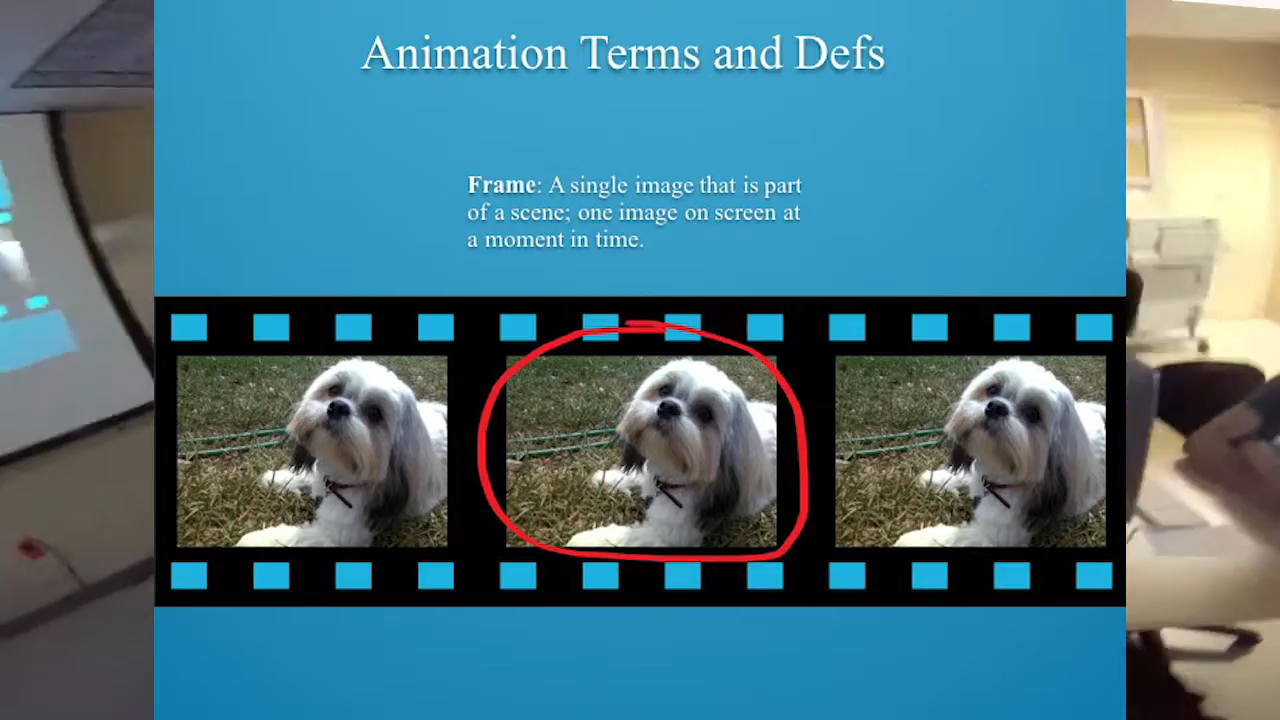 Animation Terms and Defs
Frame: A single image that is part
of a scene; one image on screen at
a moment in time.